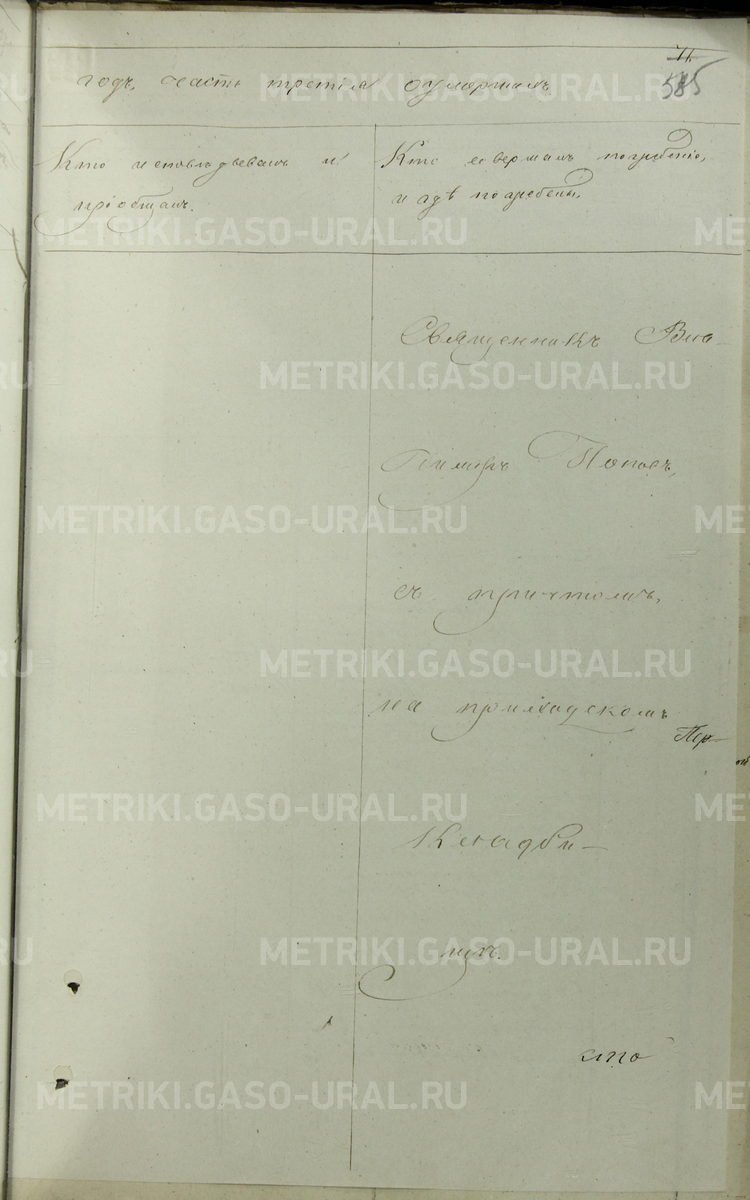 71
585
годъ, часть третія о умершихъ
Кто исповѣдывалъ и
пріобщалъ.
Кто совершалъ погребеніе,
и гдѣ погребены,
Священникъ Вла-
димиръ Поповъ,
съ причтомъ,
на приходскомъ
Кладби-
щѣ.
METRIKI.GASO-URAL.RU